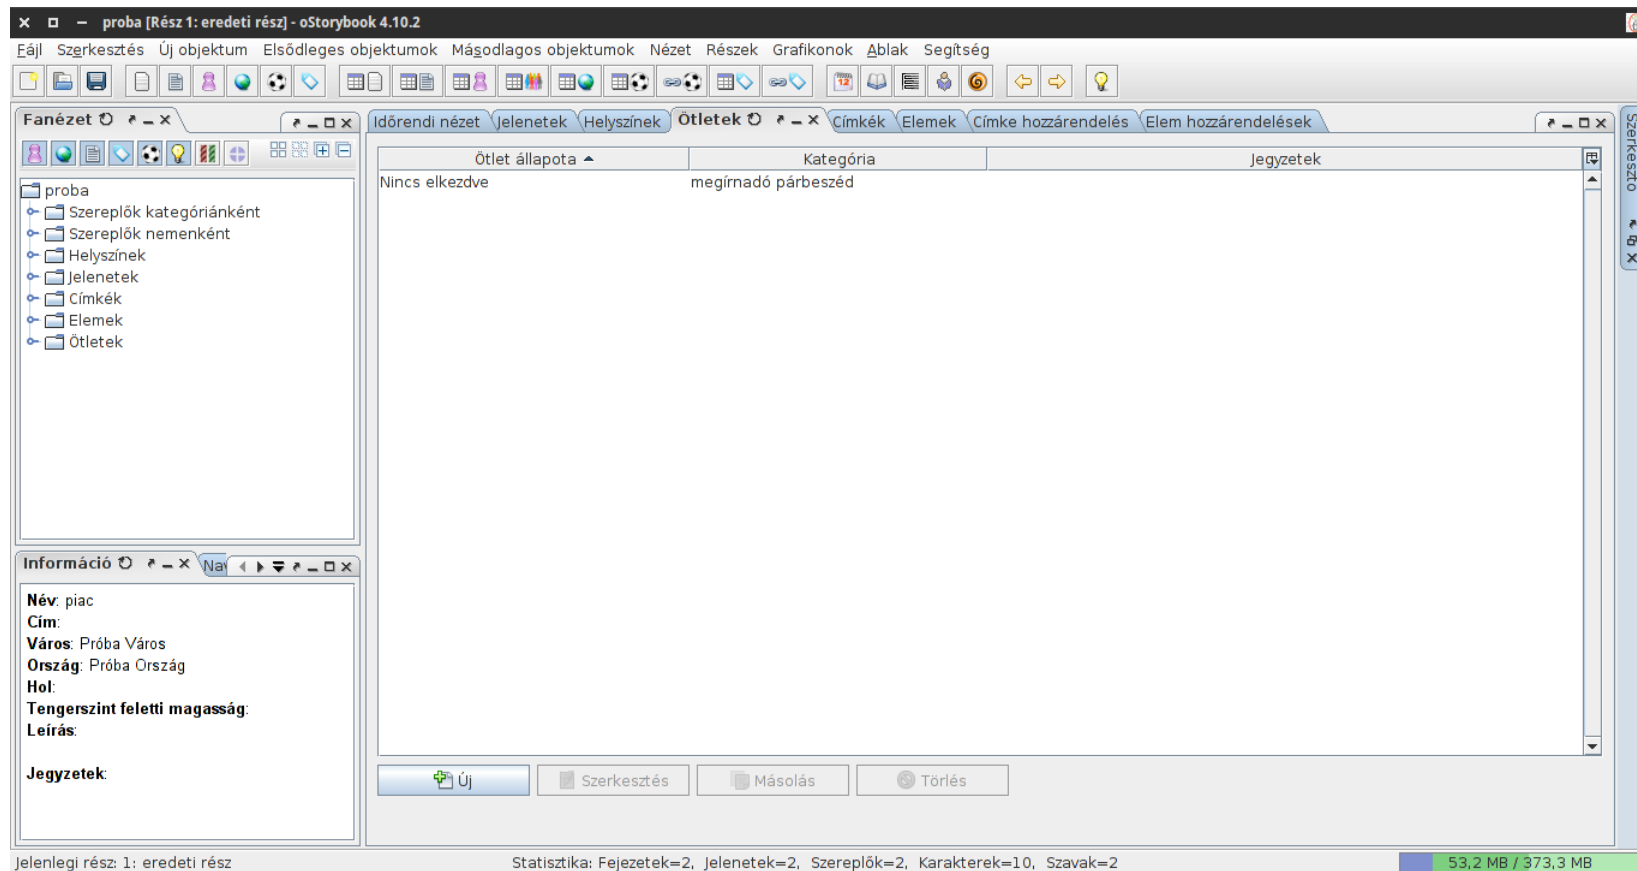 proba [Rész 1: eredeti rész] - oStorybook 4.10.2
Fájl Szerkesztés Új objektum Elsődleges objektumok Másodlagos objektumok Nézet Részek Grafikonok Ablak Segítség
12
Fanézet
Időrendi nézet Jelenetek Helyszínek Ötletek Címkék Elemek Címke hozzárendelés Elem hozzárendelések
Szerkesztő
Ötlet állapota Kategória Jegyzetek
Nincs elkezdve megírnadó párbeszéd
proba
Szereplők kategóriánként
Szereplők nemenként
Helyszínek
Jelenetek
Címkék
Elemek
Ötletek
Információ Nav
Név: piac
Cím:
Város: Próba Város
Ország: Próba Ország
Hol:
Tengerszint feletti magasság:
Leírás:
Jegyzetek:
Új Szerkesztés Másolás Törlés
Jelenlegi rész: 1: eredeti rész Statisztika: Fejezetek=2, Jelenetek=2, Szereplők=2, Karakterek=10, Szavak=2 53,2 MB / 373,3 MB